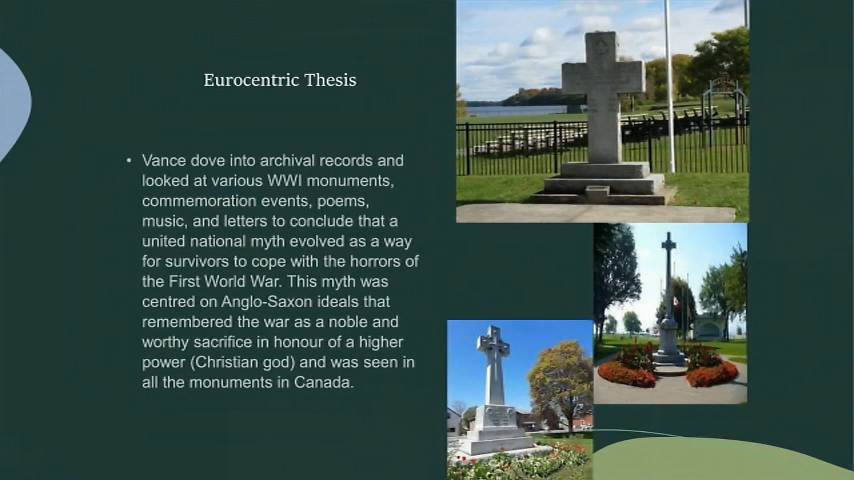 Eurocentric Thesis
• Vance dove into archival records and
looked at various WWI monuments,
commemoration events, poems,
music, and letters to conclude that a
united national myth evolved as a way
for survivors to cope with the horrors of
the First World War. This myth was
centred on Anglo-Saxon ideals that
remembered the war as a noble and
worthy sacrifice in honour of a higher
power (Christian god) and was seen in
all the monuments in Canada.